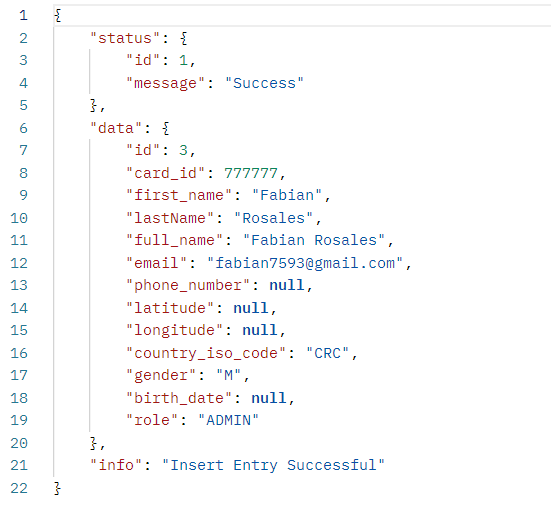 1 {
2 "status": {
3 "id": 1,
4 "message": "Success"
5 },
6 "data": {
7 "id": 3,
8 "card_id": 777777,
9 "first_name": "Fabian",
10 "lastName": "Rosales",
11 "full_name": "Fabian Rosales",
12 "email": "fabian7593@gmail.com",
13 "phone_number": null,
14 "latitude": null,
15 "longitude": null,
16 "country_iso_code": "CRC",
17 "gender": "M",
18 "birth_date": null,
19 "role": "ADMIN"
20 },
21 "info": "Insert Entry Successful"
22 }